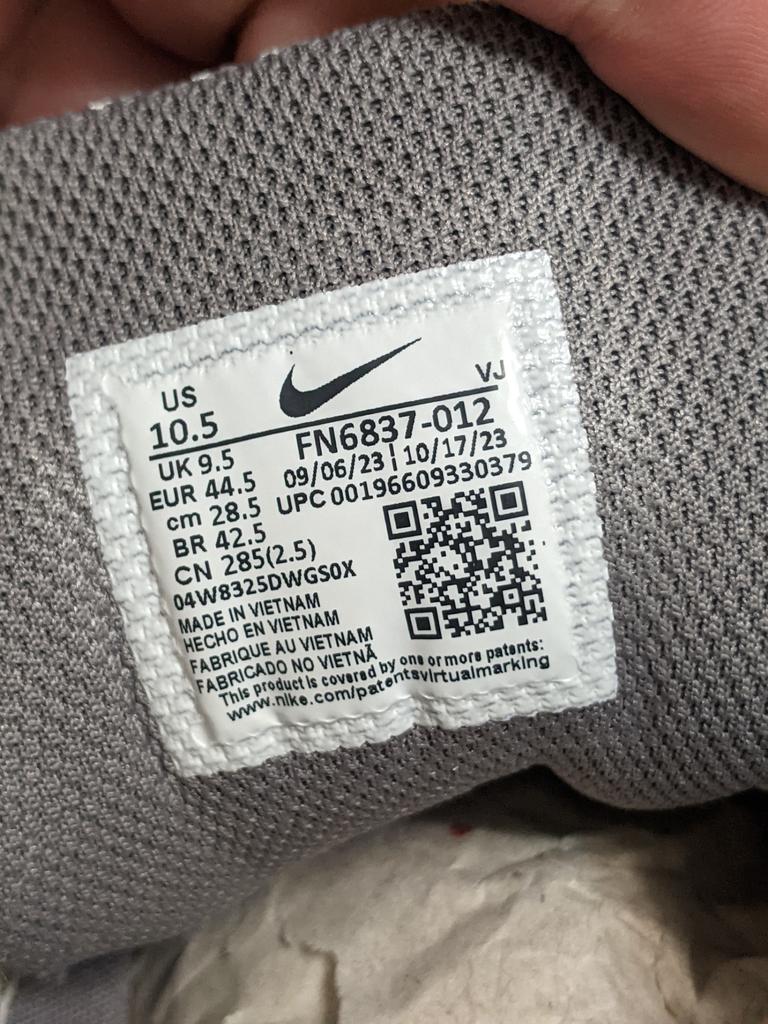 US
10.5
VJ
UK 9.5
EUR 44.5
cm 28.5
BR 42.5
CN 285(2.5)
FN6837-012
09/06/23 | 10/17/23
UPC 00196609330379
04W8325DWGS0X
MADE IN VIETNAM
HECHO EN VIETNAM
FABRIQUE AU VIETNAM
FABRICADO NO VIETNÃ
This product is covered by one or more patents:
www.nike.com/patentsvirtualmarking